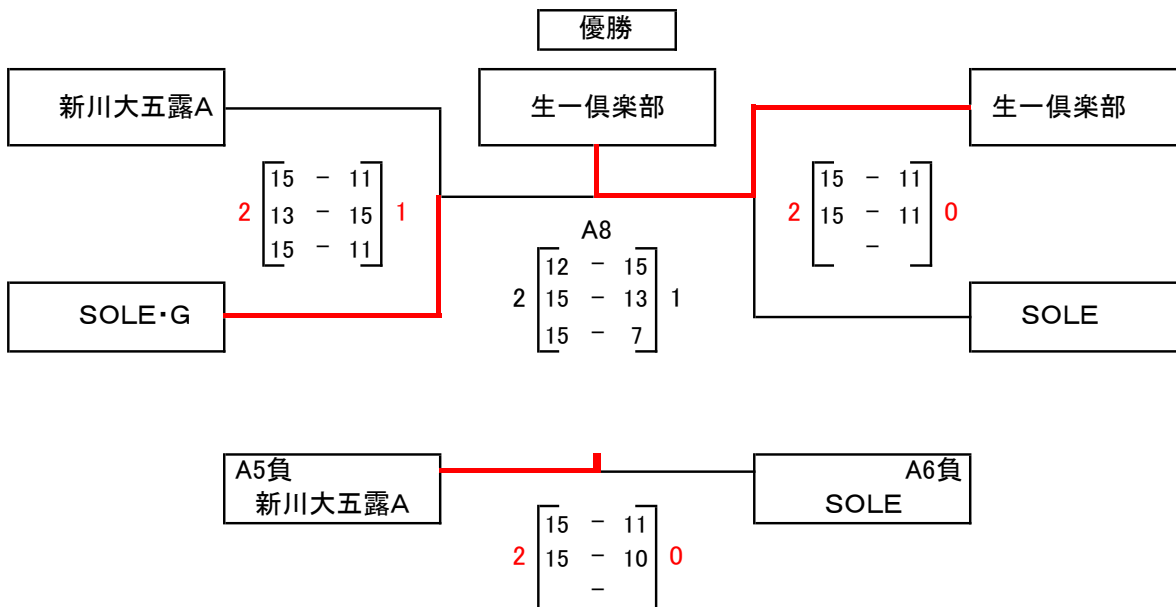 優勝
新川大五露A
生一倶楽部
生一倶楽部
2 15 － 11 1
13 － 15
15 － 11
2 15 － 11 0
15 － 11
－
A8
2 12 － 15 1
15 － 13
15 － 7
SOLE・G
SOLE
A5負
新川大五露A
A6負
SOLE
2 15 － 11 0
15 － 10
－